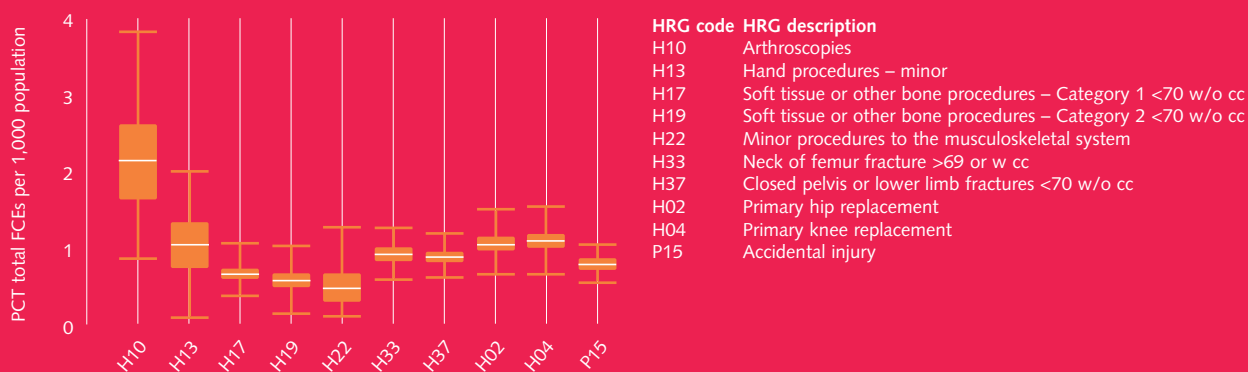 PCT total FCEs per 1,000 population
4
3
2
1
0
H10
H13
H17
H19
H22
H33
H37
H02
H04
P15
HRG code HRG description
H10 Arthroscopies
H13 Hand procedures – minor
H17 Soft tissue or other bone procedures – Category 1 <70 w/o cc
H19 Soft tissue or other bone procedures – Category 2 <70 w/o cc
H22 Minor procedures to the musculoskeletal system
H33 Neck of femur fracture >69 or w cc
H37 Closed pelvis or lower limb fractures <70 w/o cc
H02 Primary hip replacement
H04 Primary knee replacement
P15 Accidental injury